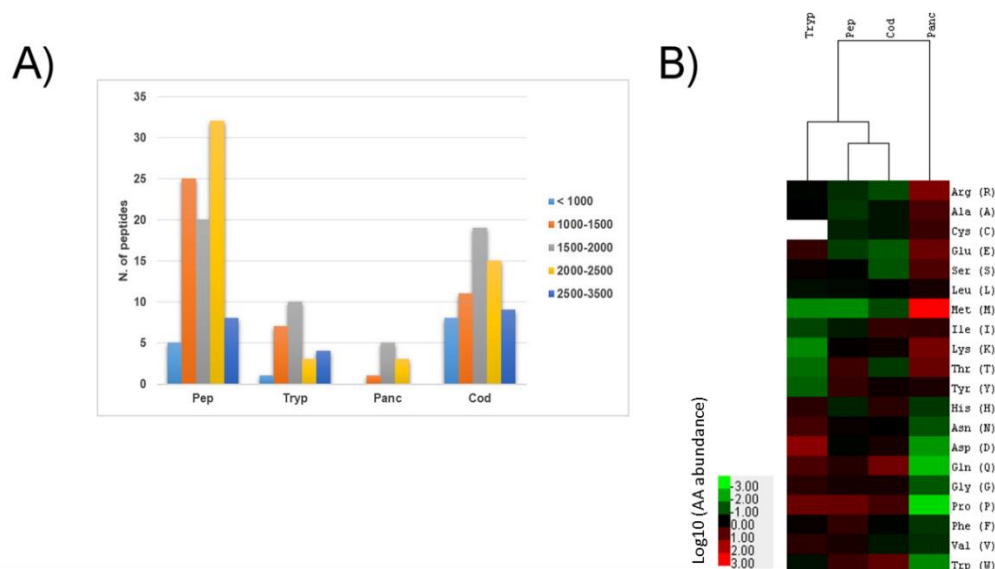 A)
35
30
25
20
15
10
5
0
N. of peptides
Pep
Tryp
Panc
Cod
< 1000
1000-1500
1500-2000
2000-2500
2500-3500
B)
Tryp
Pep
Cod
Panc
Arg (R)
Ala (A)
Cys (C)
Glu (E)
Ser (S)
Leu (L)
Met (M)
Ile (I)
Lys (K)
Thr (T)
Tyr (Y)
His (H)
Asn (N)
Asp (D)
Gln (Q)
Gly (G)
Pro (P)
Phe (F)
Val (V)
Trp (W)
Log10 (AA abundance)
-3.00
-2.00
-1.00
0.00
1.00
2.00
3.00